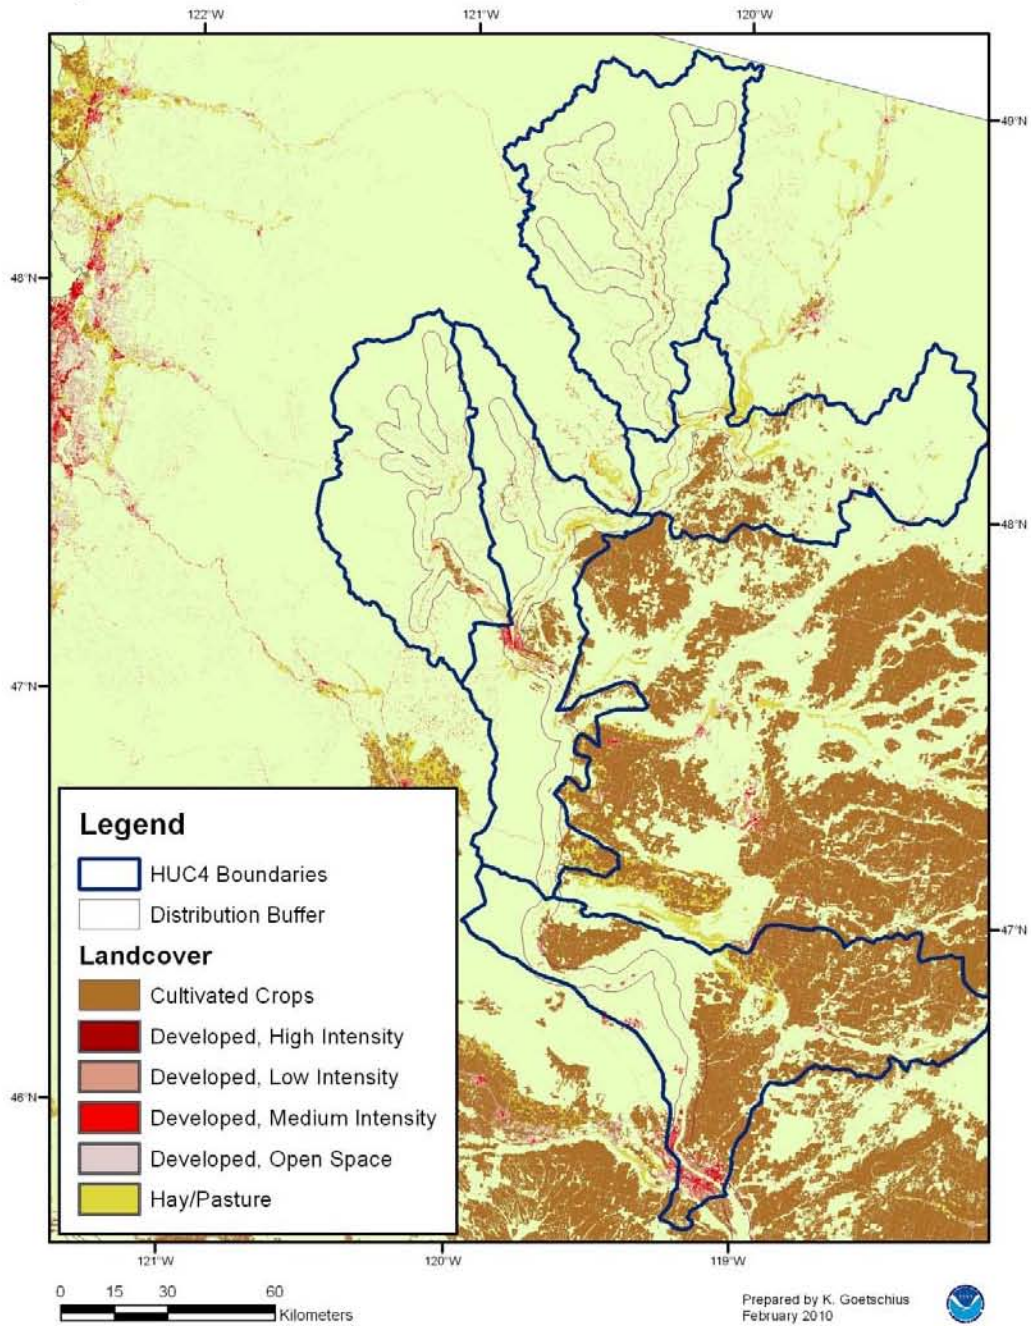 122°W
121°W
120°W
49°N
48°N
48°N
47°N
47°N
46°N
Legend
HUC4 Boundaries
Distribution Buffer
Landcover
Cultivated Crops
Developed, High Intensity
Developed, Low Intensity
Developed, Medium Intensity
Developed, Open Space
Hay/Pasture
121°W
120°W
119°W
0 15 30 60
Kilometers
Prepared by K. Goetschius
February 2010